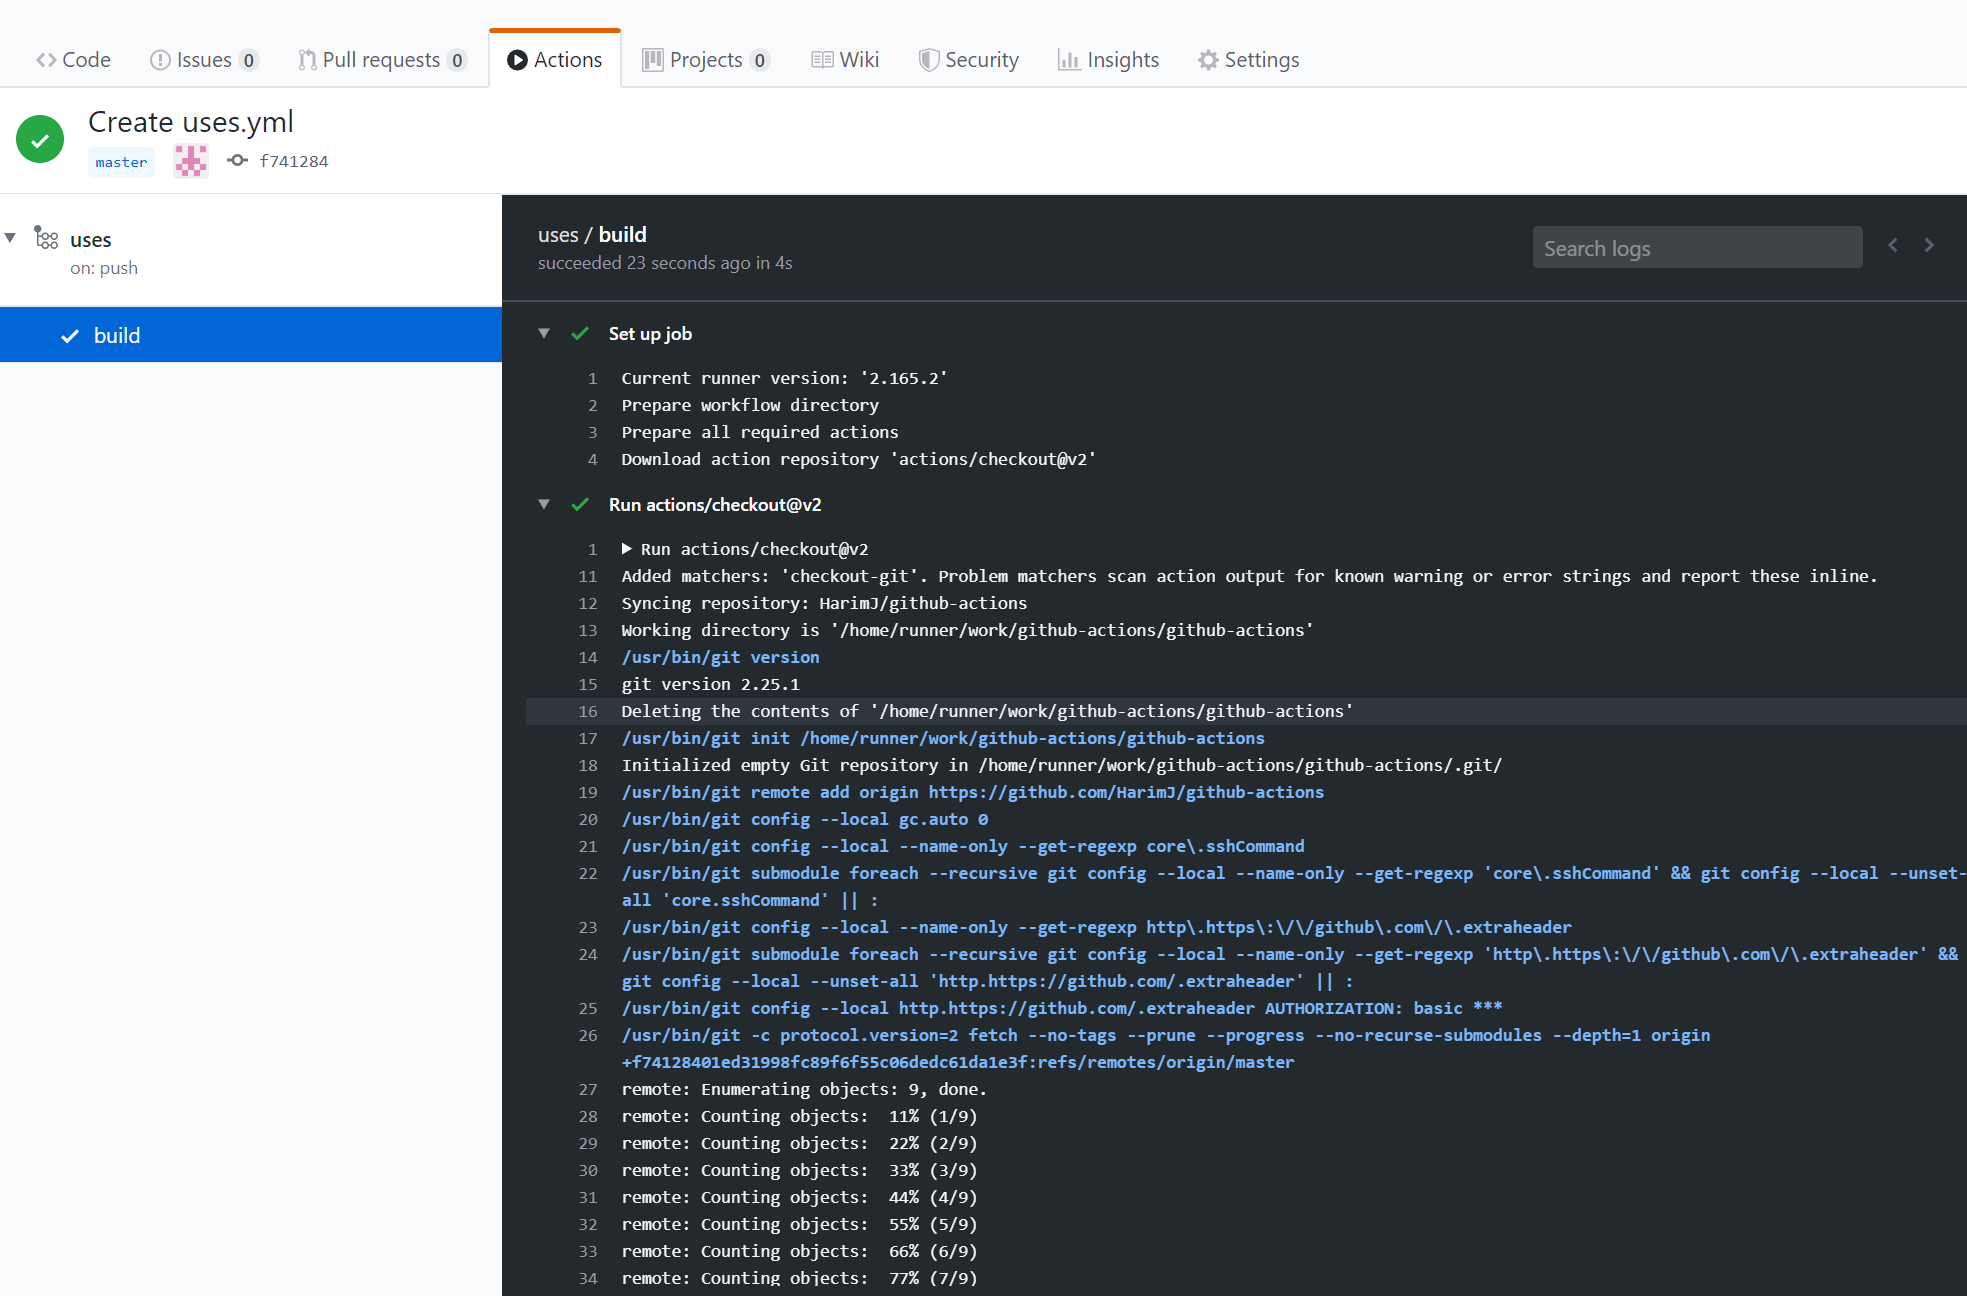 Code Issues 0 Pull requests 0 Actions Projects 0 Wiki Security Insights Settings
Create uses.yml
master f741284
uses
on: push
build
uses / build
succeeded 23 seconds ago in 4s
Search logs
Set up job
1 Current runner version: '2.165.2'
2 Prepare workflow directory
3 Prepare all required actions
4 Download action repository 'actions/checkout@v2'
Run actions/checkout@v2
1 Run actions/checkout@v2
11 Added matchers: 'checkout-git'. Problem matchers scan action output for known warning or error strings and report these inline.
12 Syncing repository: HarimJ/github-actions
13 Working directory is '/home/runner/work/github-actions/github-actions'
14 /usr/bin/git version
15 git version 2.25.1
16 Deleting the contents of '/home/runner/work/github-actions/github-actions'
17 /usr/bin/git init /home/runner/work/github-actions/github-actions
18 Initialized empty Git repository in /home/runner/work/github-actions/github-actions/.git/
19 /usr/bin/git remote add origin https://github.com/HarimJ/github-actions
20 /usr/bin/git config --local gc.auto 0
21 /usr/bin/git config --local --name-only --get-regexp core\.sshCommand
22 /usr/bin/git submodule foreach --recursive git config --local --name-only --get-regexp 'core\.sshCommand' && git config --local --unset-
all 'core.sshCommand' || :
23 /usr/bin/git config --local --name-only --get-regexp http\.https\:\/\/github\.com\/\.extraheader
24 /usr/bin/git submodule foreach --recursive git config --local --name-only --get-regexp 'http\.https\:\/\/github\.com\/\.extraheader' &&
git config --local --unset-all 'http.https://github.com/.extraheader' || :
25 /usr/bin/git config --local http.https://github.com/.extraheader AUTHORIZATION: basic ***
26 /usr/bin/git -c protocol.version=2 fetch --no-tags --prune --progress --no-recurse-submodules --depth=1 origin
+f74128401ed31998fc89f6f55c06dedc61da1e3f:refs/remotes/origin/master
27 remote: Enumerating objects: 9, done.
28 remote: Counting objects:  11% (1/9)
29 remote: Counting objects:  22% (2/9)
30 remote: Counting objects:  33% (3/9)
31 remote: Counting objects:  44% (4/9)
32 remote: Counting objects:  55% (5/9)
33 remote: Counting objects:  66% (6/9)
34 remote: Counting objects:  77% (7/9)